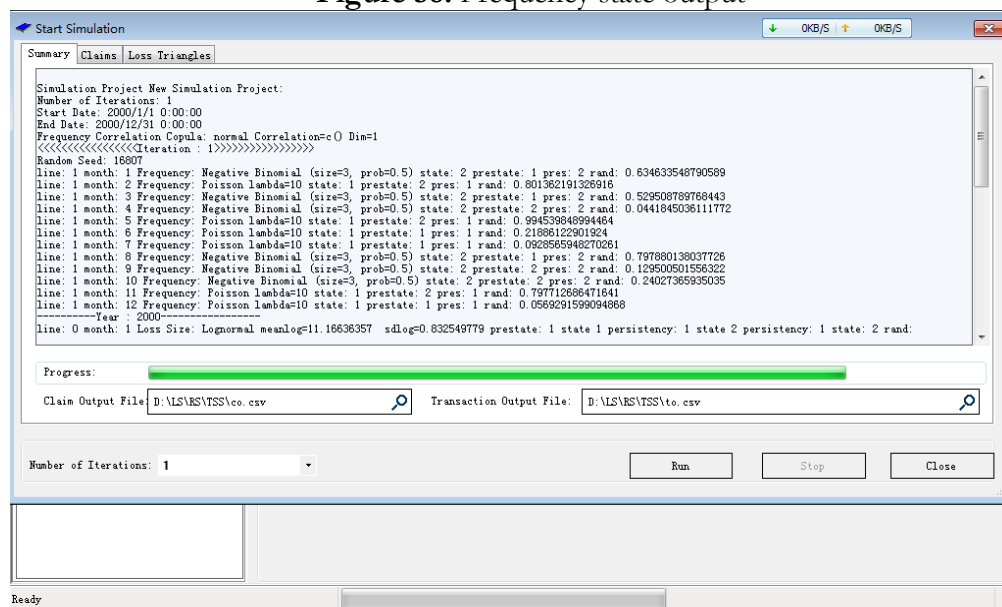 Figure 38. Frequency state output
Start Simulation
0KB/S 0KB/S
Summary Claims Loss Triangles
Simulation Project New Simulation Project:
Number of Iterations: 1
Start Date: 2000/1/1 0:00:00
End Date: 2000/12/31 0:00:00
Frequency Correlation Copula: normal Correlation=c() Dim=1
<<<<<<<<<<<<<<<<<Iteration : 1>>>>>>>>>>>>>>>>>
Random Seed: 16807
line: 1 month: 1 Frequency: Negative Binomial (size=3, prob=0.5) state: 2 prestate: 1 pres: 2 rand: 0.634633548790589
line: 1 month: 2 Frequency: Poisson lambda=10 state: 1 prestate: 2 pres: 1 rand: 0.801362191326916
line: 1 month: 3 Frequency: Negative Binomial (size=3, prob=0.5) state: 2 prestate: 1 pres: 2 rand: 0.529508789768443
line: 1 month: 4 Frequency: Negative Binomial (size=3, prob=0.5) state: 2 prestate: 2 pres: 2 rand: 0.0441845036111772
line: 1 month: 5 Frequency: Poisson lambda=10 state: 1 prestate: 2 pres: 1 rand: 0.994539848994464
line: 1 month: 6 Frequency: Poisson lambda=10 state: 1 prestate: 1 pres: 1 rand: 0.21886122901924
line: 1 month: 7 Frequency: Poisson lambda=10 state: 1 prestate: 1 pres: 1 rand: 0.0928565948270261
line: 1 month: 8 Frequency: Negative Binomial (size=3, prob=0.5) state: 2 prestate: 1 pres: 2 rand: 0.797880138037726
line: 1 month: 9 Frequency: Negative Binomial (size=3, prob=0.5) state: 2 prestate: 2 pres: 2 rand: 0.129500501556322
line: 1 month: 10 Frequency: Negative Binomial (size=3, prob=0.5) state: 2 prestate: 2 pres: 2 rand: 0.24027365935035
line: 1 month: 11 Frequency: Poisson lambda=10 state: 1 prestate: 2 pres: 1 rand: 0.797712686471641
line: 1 month: 12 Frequency: Poisson lambda=10 state: 1 prestate: 1 pres: 1 rand: 0.0569291599094868
----------Year : 2000-----------------
line: 0 month: 1 Loss Size: Lognormal meanlog=11.16636357 sdlog=0.832549779 prestate: 1 state 1 persistency: 1 state 2 persistency: 1 state: 2 rand:
Progress:
Claim Output File: D:\LS\RS\TSS\co.csv Transaction Output File: D:\LS\RS\TSS\to.csv
Number of Iterations: 1 Run Stop Close
Ready